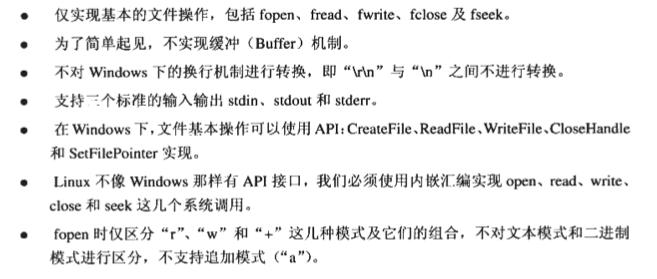 ● 仅实现基本的文件操作，包括 fopen、fread、fwrite、fclose 及 fseek。
● 为了简单起见，不实现缓冲（Buffer）机制。
● 不对 Windows 下的换行机制进行转换，即“\r\n”与“\n”之间不进行转换。
● 支持三个标准的输入输出 stdin、stdout 和 stderr。
● 在 Windows 下，文件基本操作可以使用 API：CreateFile、ReadFile、WriteFile、CloseHandle
和 SetFilePointer 实现。
● Linux 不像 Windows 那样有 API 接口，我们必须使用内嵌汇编实现 open、read、write、
close 和 seek 这几个系统调用。
● fopen 时仅区分“r”、“w”和“+”这几种模式及它们的组合，不对文本模式和二进制
模式进行区分，不支持追加模式（“a”）。